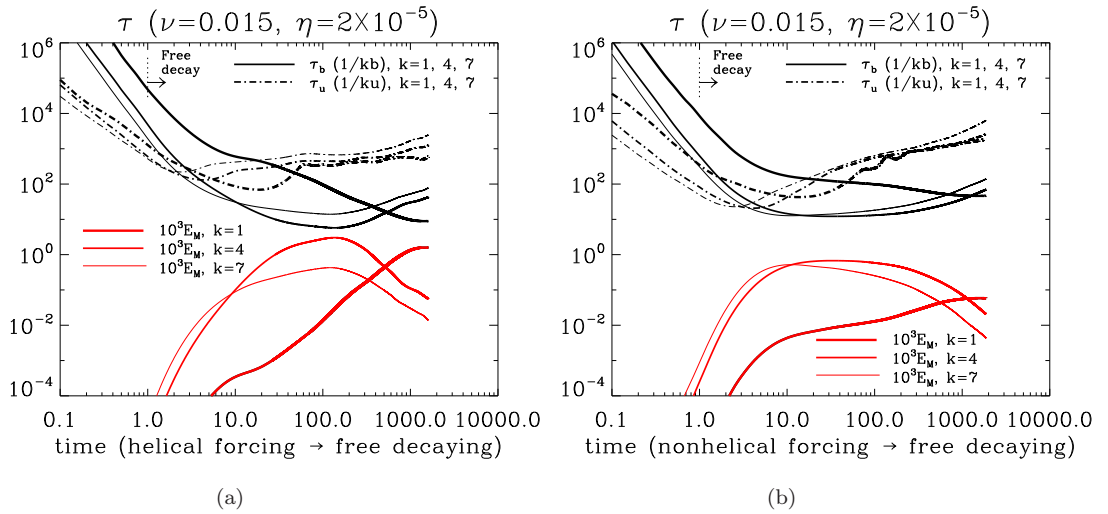 τ (ν=0.015, η=2×10⁻⁵)
10⁶
10⁴
10²
10⁰
10⁻²
10⁻⁴
Free
decay
τ_b (1/kb), k=1, 4, 7
τ_u (1/ku), k=1, 4, 7
10³E_M, k=1
10³E_M, k=4
10³E_M, k=7
0.1 1.0 10.0 100.0 1000.0 10000.0
time (helical forcing → free decaying)
(a)
τ (ν=0.015, η=2×10⁻⁵)
10⁶
10⁴
10²
10⁰
10⁻²
10⁻⁴
Free
decay
τ_b (1/kb), k=1, 4, 7
τ_u (1/ku), k=1, 4, 7
10³E_M, k=1
10³E_M, k=4
10³E_M, k=7
0.1 1.0 10.0 100.0 1000.0 10000.0
time (nonhelical forcing → free decaying)
(b)